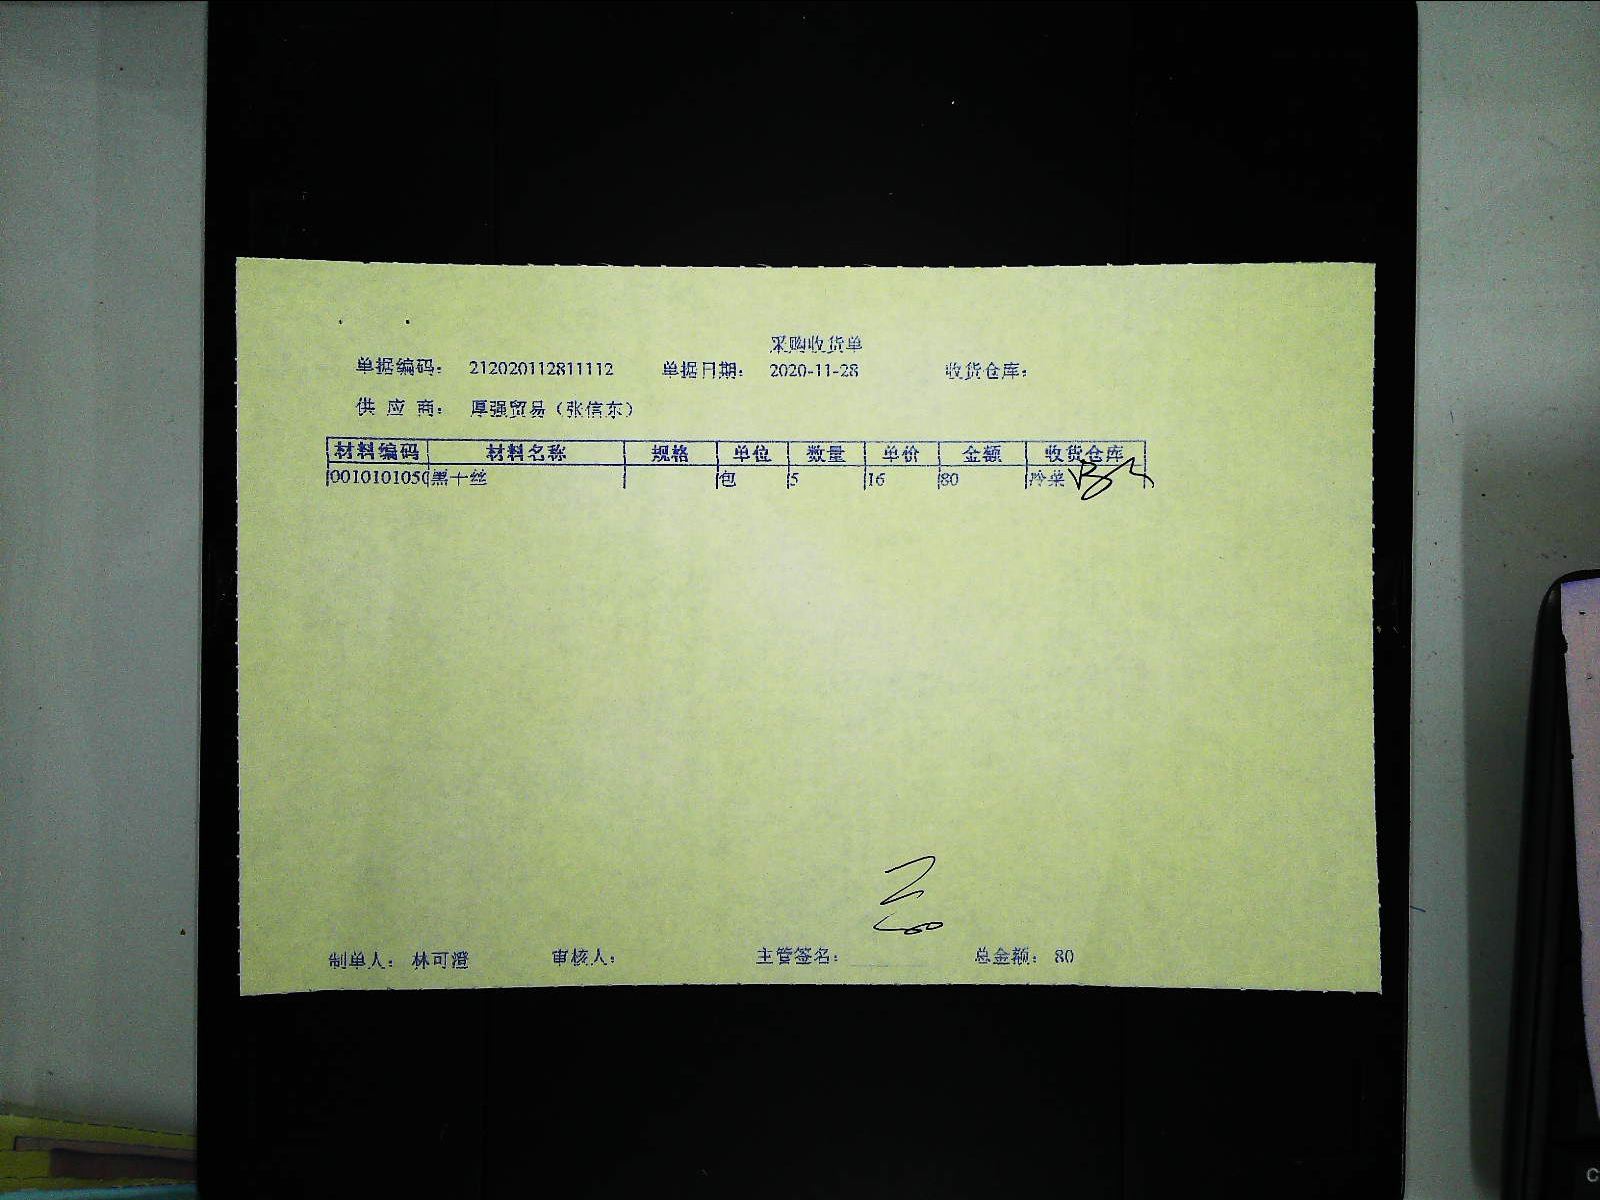 采购收货单
单据编码： 212020112811112 单据日期： 2020-11-28 收货仓库：
供 应 商： 厚强贸易（张信东）
材料编码 材料名称 规格 单位 数量 单价 金额 收货仓库
0010101050 黑千丝 包 5 16 80 冷菜
制单人： 林可澄 审核人： 主管签名： 总金额： 80